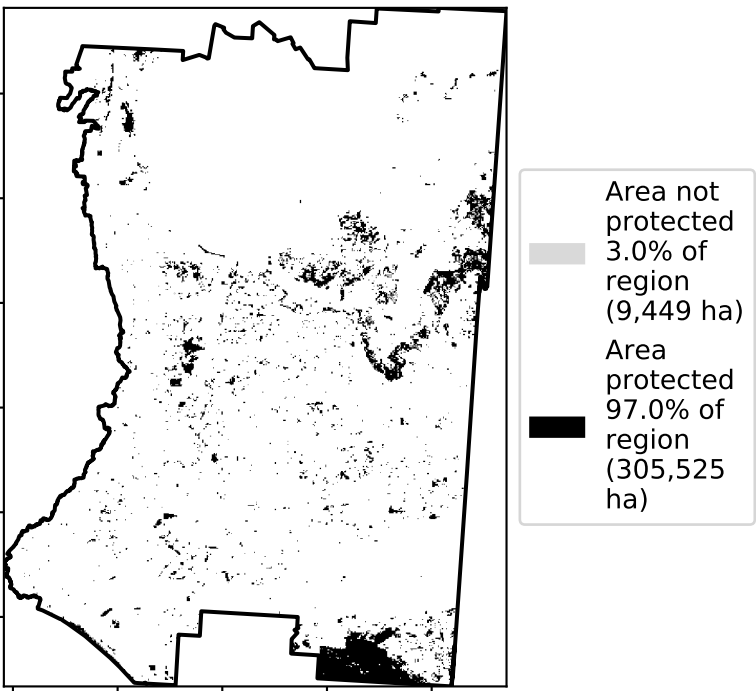 Area not
protected
3.0% of
region
(9,449 ha)
Area
protected
97.0% of
region
(305,525
ha)